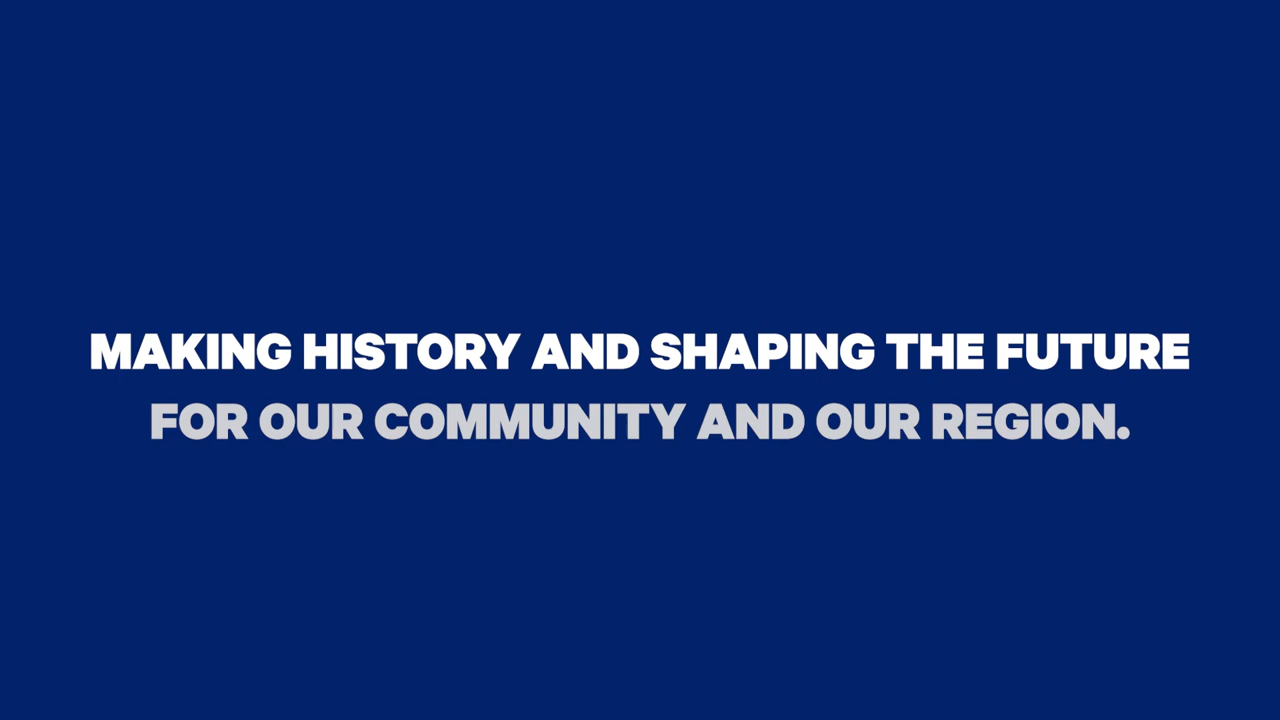 MAKING HISTORY AND SHAPING THE FUTURE
FOR OUR COMMUNITY AND OUR REGION.